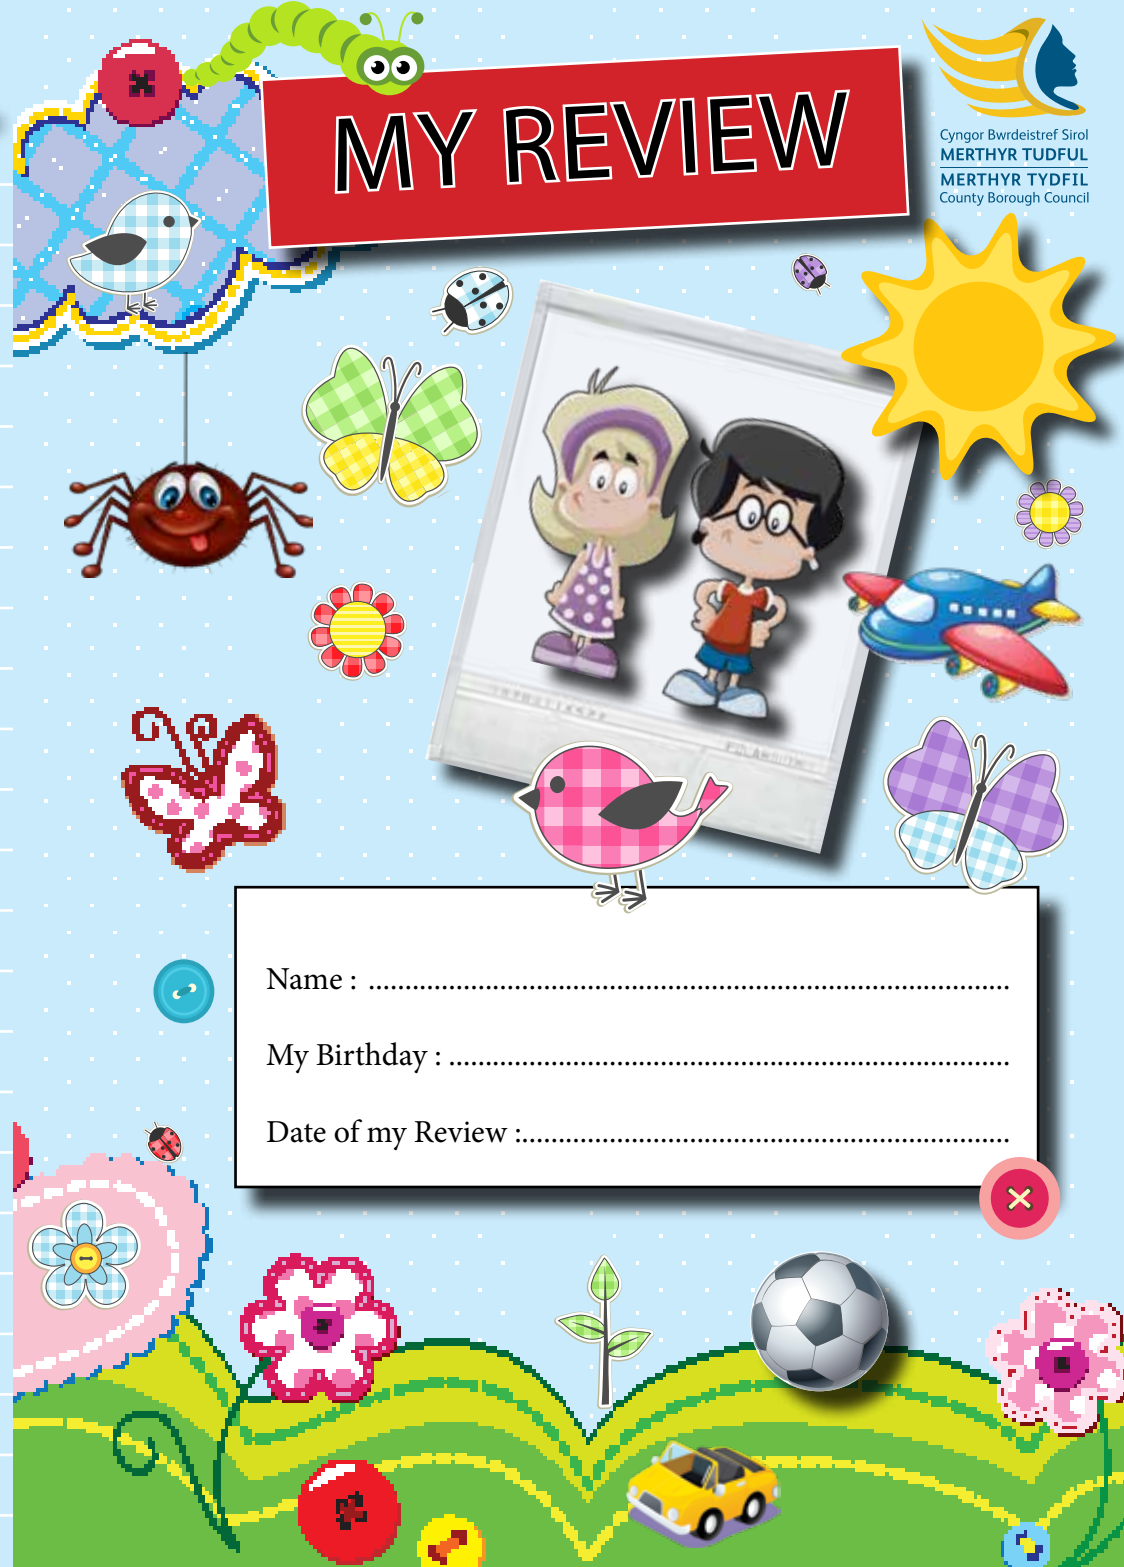 MY REVIEW
Cyngor Bwrdeistref Sirol
MERTHYR TUDFUL
MERTHYR TYDFIL
County Borough Council
Name : ................................................................................
My Birthday : ......................................................................
Date of my Review :.............................................................